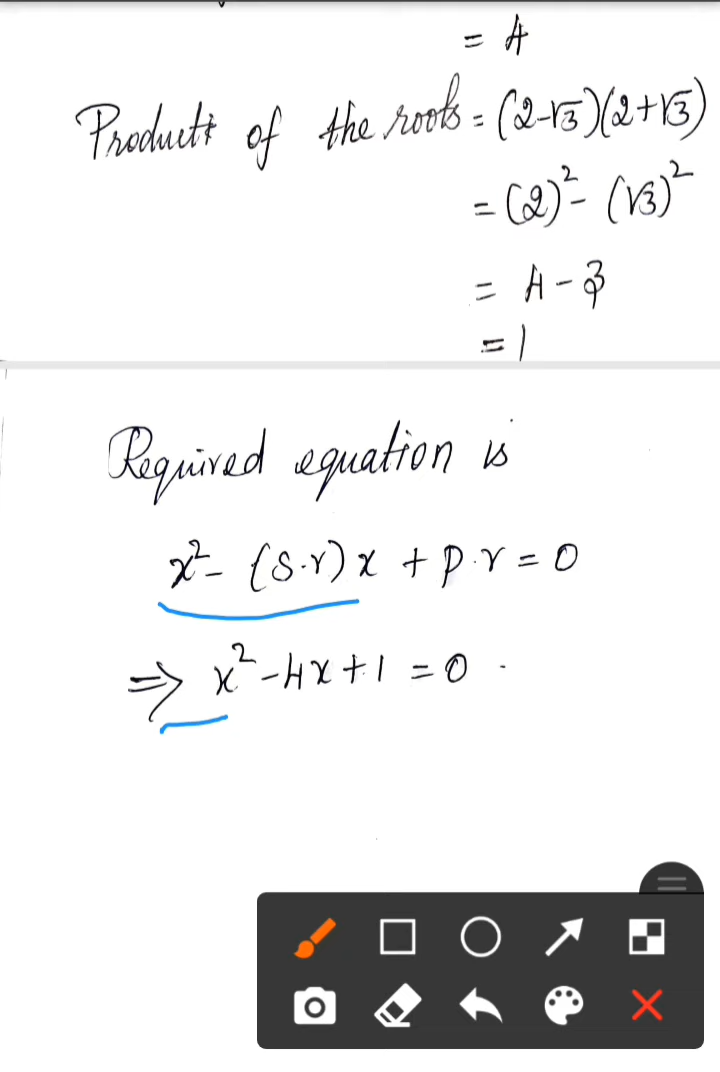 = 4
Products of the roots = (2-√3)(2+√3)
= (2)² - (√3)²
= 4 - 3
= 1
Required equation is
x² - (S.r) x + p.r = 0
⇒ x² - 4x + 1 = 0 .